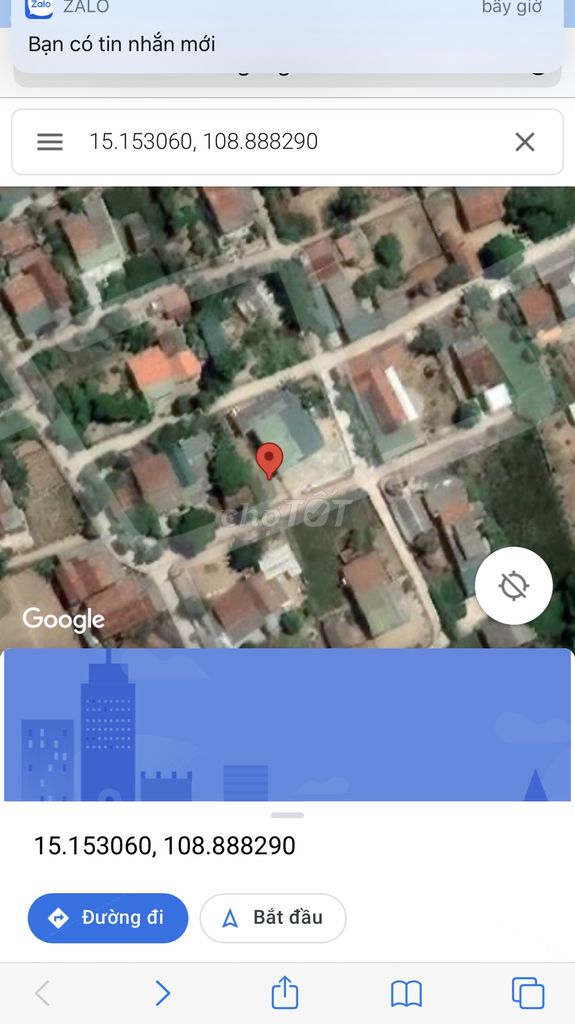 Zalo ZALO bây giờ
Bạn có tin nhắn mới
15.153060, 108.888290
chợTỐT
Google
15.153060, 108.888290
Đường đi
Bắt đầu